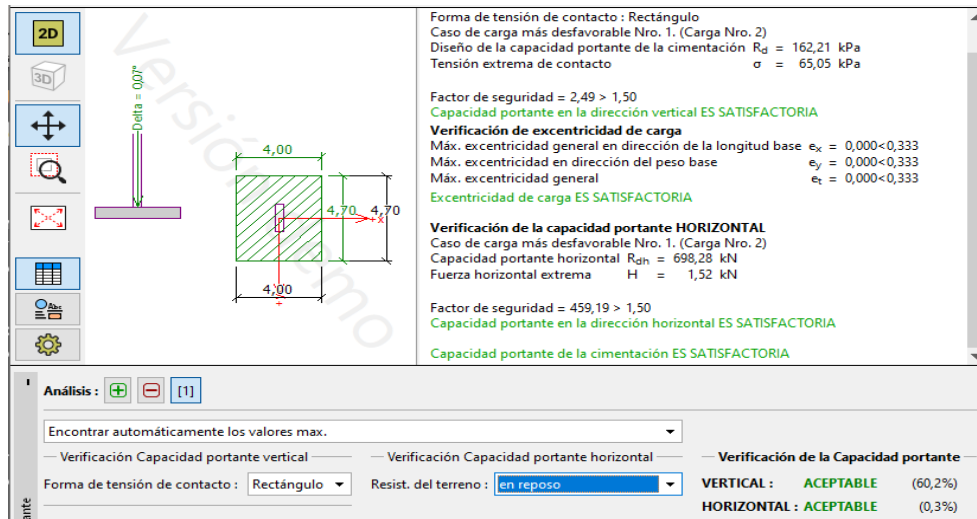 2D
3D
Versión Demo
Delta = 0,07°
4,00
4,70
4,70
+x
4,00
Forma de tensión de contacto : Rectángulo
Caso de carga más desfavorable Nro. 1. (Carga Nro. 2)
Diseño de la capacidad portante de la cimentación Rd = 162,21 kPa
Tensión extrema de contacto σ = 65,05 kPa
Factor de seguridad = 2,49 > 1,50
Capacidad portante en la dirección vertical ES SATISFACTORIA
Verificación de excentricidad de carga
Máx. excentricidad general en dirección de la longitud base ex = 0,000<0,333
Máx. excentricidad en dirección del peso base ey = 0,000<0,333
Máx. excentricidad general et = 0,000<0,333
Excentricidad de carga ES SATISFACTORIA
Verificación de la capacidad portante HORIZONTAL
Caso de carga más desfavorable Nro. 1. (Carga Nro. 2)
Capacidad portante horizontal Rdh = 698,28 kN
Fuerza horizontal extrema H = 1,52 kN
Factor de seguridad = 459,19 > 1,50
Capacidad portante en la dirección horizontal ES SATISFACTORIA
Capacidad portante de la cimentación ES SATISFACTORIA
Análisis : [1]
Encontrar automáticamente los valores max.
Verificación Capacidad portante vertical
Verificación Capacidad portante horizontal
Verificación de la Capacidad portante
Forma de tensión de contacto : Rectángulo
Resist. del terreno : en reposo
VERTICAL : ACEPTABLE (60,2%)
HORIZONTAL : ACEPTABLE (0,3%)